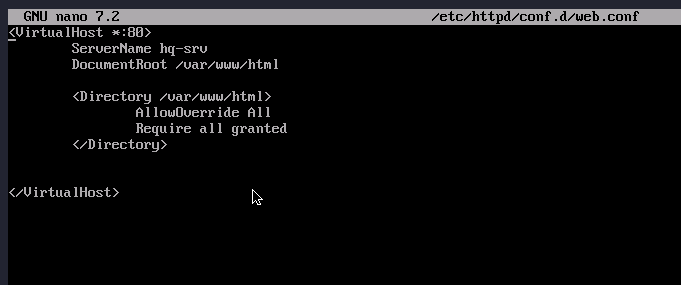 GNU nano 7.2 /etc/httpd/conf.d/web.conf
<VirtualHost *:80>
ServerName hq-srv
DocumentRoot /var/www/html
<Directory /var/www/html>
AllowOverride All
Require all granted
</Directory>
</VirtualHost>